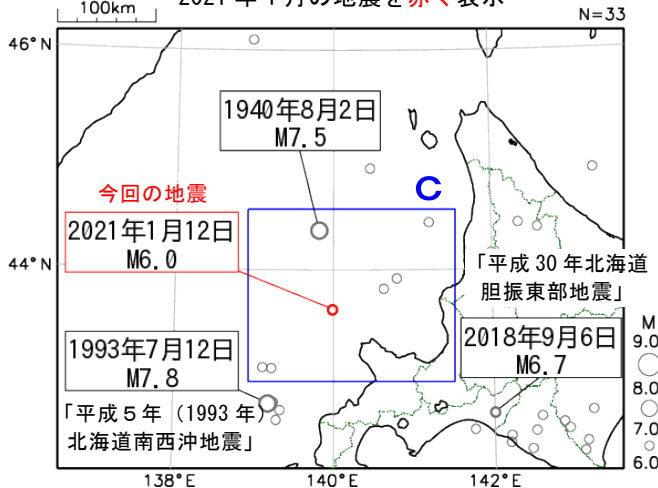 100km
2021年1月の地震を赤く表示
N=33
46°N
1940年8月2日
M7.5
C
今回の地震
2021年1月12日
M6.0
44°N
「平成30年北海道
胆振東部地震」
2018年9月6日
M6.7
1993年7月12日
M7.8
「平成5年（1993年）
北海道南西沖地震」
M
9.0
8.0
7.0
6.0
138°E
140°E
142°E